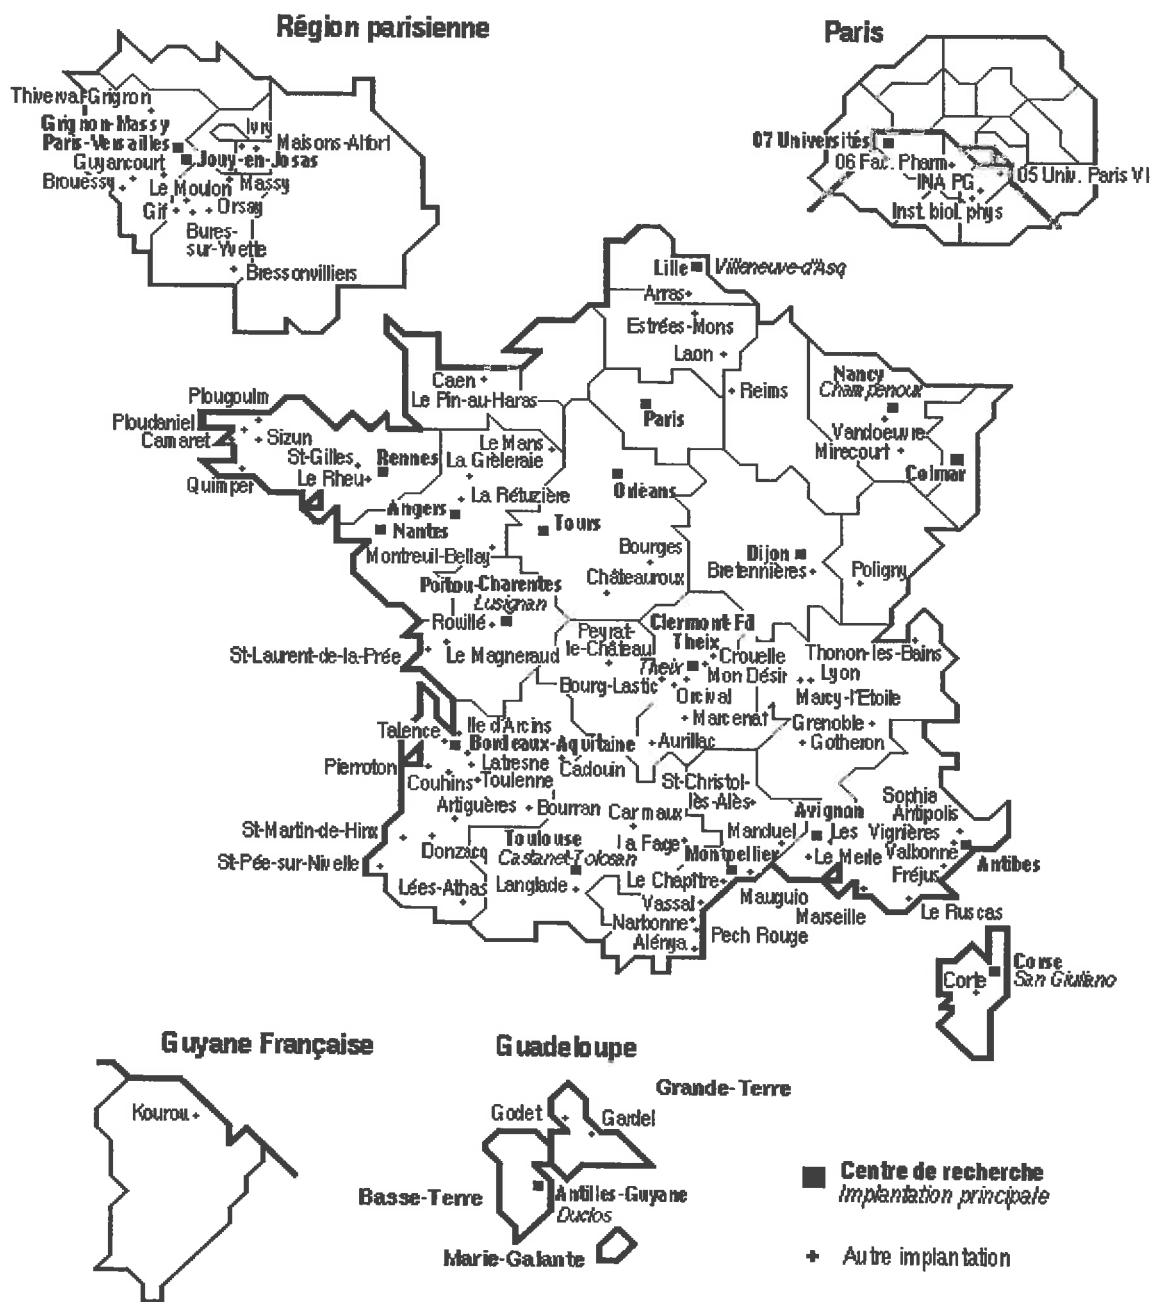 Région parisienne
Paris
Thiverval-Grignon
Grignon-Massy
Paris-Versailles
Guyancourt
Brouëssy
Ivry
Maisons-Alfort
Jouy-en-Josas
Le Moulon
Massy
Gif
Orsay
Bures-
sur-Yvette
Bressonvilliers
07 Universités
06 Fac. Pharm
INA PG
05 Univ. Paris VI
Inst. biol. phys
Lille
Villeneuve-d'Asq
Arras
Estrées-Mons
Laon
Caen
Le Pin-au-Haras
Reims
Nancy
Champenoux
Paris
Plougoulm
Ploudaniel
Camaret
Sizun
St-Gilles
Le Rheu
Rennes
Quimper
Le Mans
La Grèleraie
La Rétuzière
Vandoeuvre
Mirecourt
Colmar
Orléans
Angers
Nantes
Tours
Montreuil-Bellay
Bourges
Châteauroux
Dijon
Bretennières
Poligny
Poitou-Charentes
Lusignan
Rouillé
St-Laurent-de-la-Prée
Le Magneraud
Peyrat-
le-Château
Clermont-Fd
Theix
Theix
Crouelle
Mon Désir
Thonon-les-Bains
Lyon
Marcy-l'Etoile
Bourg-Lastic
Orcival
Marcenat
Grenoble
Gotheron
Talence
Ile d'Arcins
Bordeaux-Aquitaine
Aurillac
Pierroton
Latresne
Cadouin
Couhins
Toulenne
St-Christol-
lès-Alès
Artiguères
Bourran
Carmaux
Avignon
Sophia
Antipolis
St-Martin-de-Hinx
Toulouse
Castanet-Tolosan
La Fage
Manduel
Les
Vignières
Valbonne
Antibes
St-Pée-sur-Nivelle
Donzacq
Montpellier
Le Merle
Fréjus
Lées-Athas
Langlade
Le Chapitre
Mauguio
Vassal
Marseille
Le Ruscas
Narbonne
Pech Rouge
Alénya
Corse
San Giuliano
Corte
Guyane Française
Kourou
Guadeloupe
Grande-Terre
Godet
Gardel
Basse-Terre
Antilles-Guyane
Duclos
Marie-Galante
Centre de recherche
Implantation principale
Autre implantation